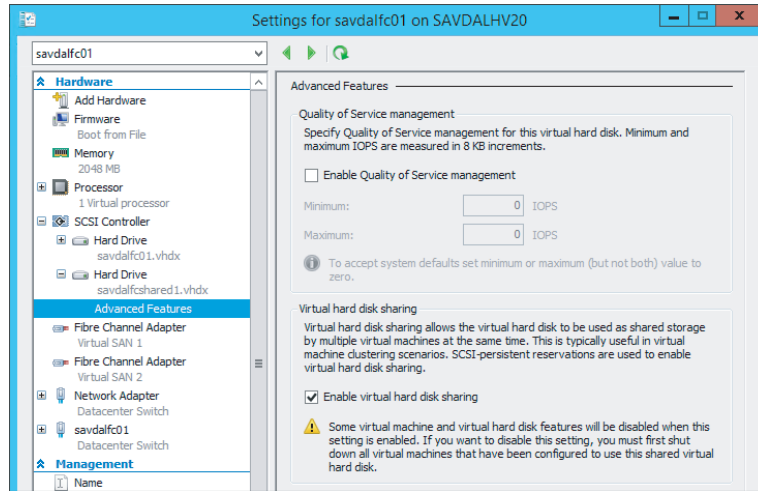 Settings for savdalfc01 on SAVDALHV20
savdalfc01
Hardware
Add Hardware
Firmware
Boot from File
Memory
2048 MB
Processor
1 Virtual processor
SCSI Controller
Hard Drive
savdalfc01.vhdx
Hard Drive
savdalfcshared1.vhdx
Advanced Features
Fibre Channel Adapter
Virtual SAN 1
Fibre Channel Adapter
Virtual SAN 2
Network Adapter
Datacenter Switch
savdalfc01
Datacenter Switch
Management
Name
Advanced Features
Quality of Service management
Specify Quality of Service management for this virtual hard disk. Minimum and
maximum IOPS are measured in 8 KB increments.
Enable Quality of Service management
Minimum: 0 IOPS
Maximum: 0 IOPS
To accept system defaults set minimum or maximum (but not both) value to
zero.
Virtual hard disk sharing
Virtual hard disk sharing allows the virtual hard disk to be used as shared storage
by multiple virtual machines at the same time. This is typically useful in virtual
machine clustering scenarios. SCSI-persistent reservations are used to enable
virtual hard disk sharing.
Enable virtual hard disk sharing
Some virtual machine and virtual hard disk features will be disabled when this
setting is enabled. If you want to disable this setting, you must first shut
down all virtual machines that have been configured to use this shared virtual
hard disk.